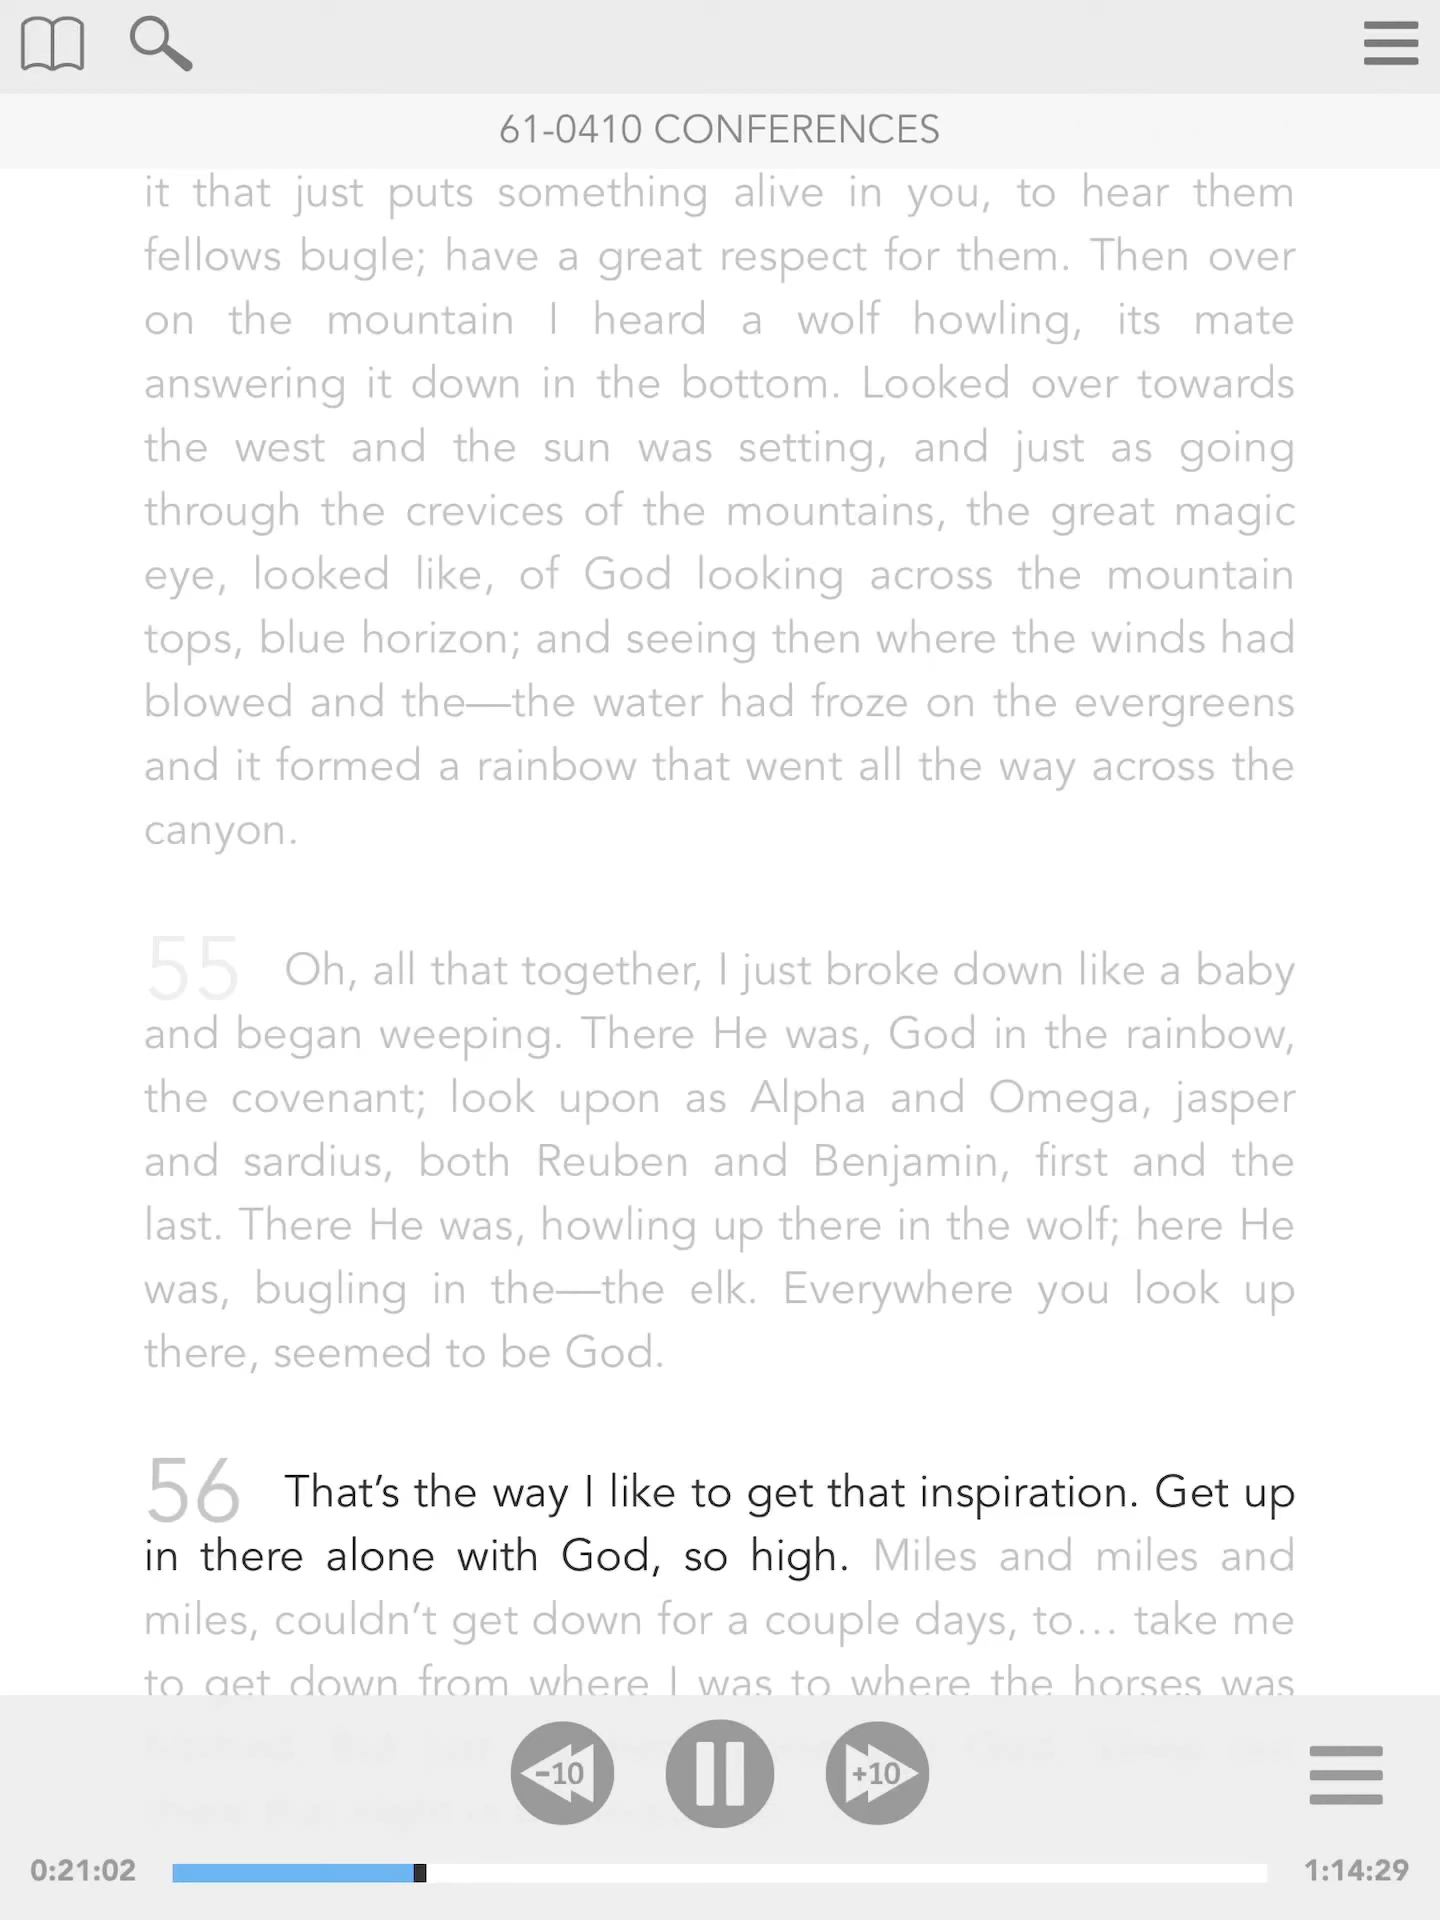 61-0410 CONFERENCES
it that just puts something alive in you, to hear them
fellows bugle; have a great respect for them. Then over
on the mountain I heard a wolf howling, its mate
answering it down in the bottom. Looked over towards
the west and the sun was setting, and just as going
through the crevices of the mountains, the great magic
eye, looked like, of God looking across the mountain
tops, blue horizon; and seeing then where the winds had
blowed and the—the water had froze on the evergreens
and it formed a rainbow that went all the way across the
canyon.
55 Oh, all that together, I just broke down like a baby
and began weeping. There He was, God in the rainbow,
the covenant; look upon as Alpha and Omega, jasper
and sardius, both Reuben and Benjamin, first and the
last. There He was, howling up there in the wolf; here He
was, bugling in the—the elk. Everywhere you look up
there, seemed to be God.
56 That’s the way I like to get that inspiration. Get up
in there alone with God, so high. Miles and miles and
miles, couldn’t get down for a couple days, to… take me
to get down from where I was to where the horses was
-10 +10
0:21:02 1:14:29